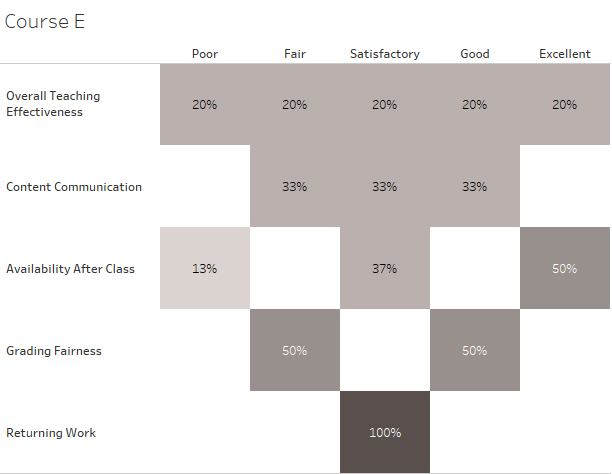 Course E
Poor Fair Satisfactory Good Excellent
Overall Teaching
Effectiveness
20% 20% 20% 20% 20%
Content Communication 33% 33% 33%
Availability After Class 13% 37% 50%
Grading Fairness 50% 50%
Returning Work 100%